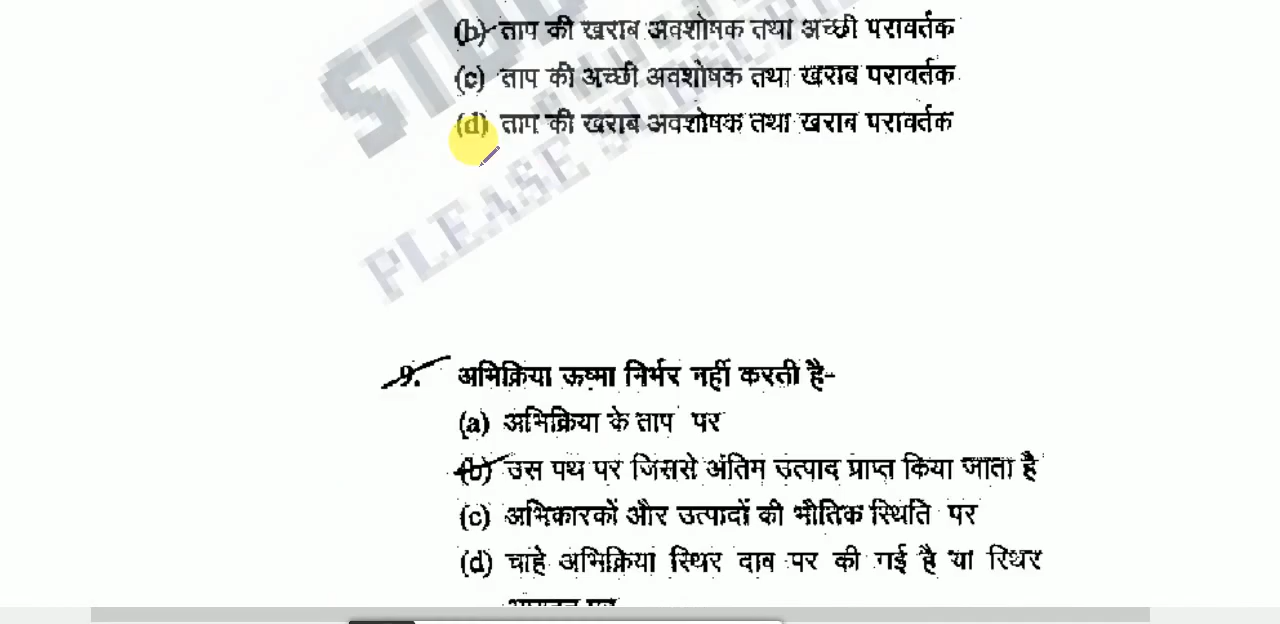 (b) ताप की खराब अवशोषक तथा अच्छी परावर्तक
(c) ताप की अच्छी अवशोषक तथा खराब परावर्तक
(d) ताप की खराब अवशोषक तथा खराब परावर्तक
PLEASE
9. अभिक्रिया ऊष्मा निर्भर नहीं करती है-
(a) अभिक्रिया के ताप पर
(b) उस पथ पर जिससे अंतिम उत्पाद प्राप्त किया जाता है
(c) अभिकारकों और उत्पादों की भौतिक स्थिति पर
(d) चाहे अभिक्रिया स्थिर दाब पर की गई है या स्थिर